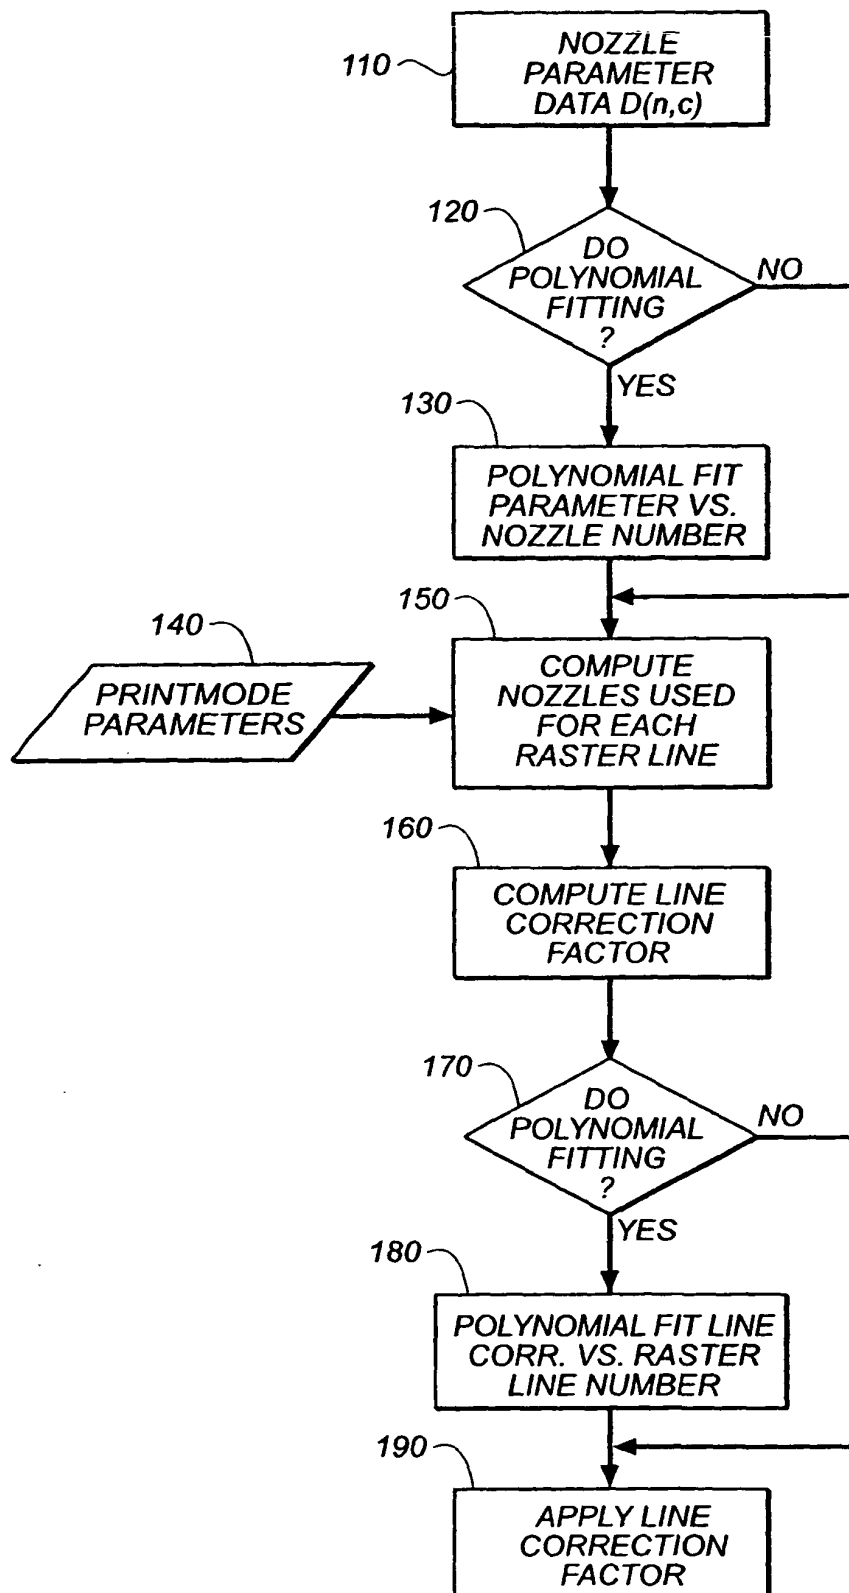 110
NOZZLE
PARAMETER
DATA D(n,c)
120
DO
POLYNOMIAL
FITTING
?
NO
YES
130
POLYNOMIAL FIT
PARAMETER VS.
NOZZLE NUMBER
140
PRINTMODE
PARAMETERS
150
COMPUTE
NOZZLES USED
FOR EACH
RASTER LINE
160
COMPUTE LINE
CORRECTION
FACTOR
170
DO
POLYNOMIAL
FITTING
?
NO
YES
180
POLYNOMIAL FIT LINE
CORR. VS. RASTER
LINE NUMBER
190
APPLY LINE
CORRECTION
FACTOR